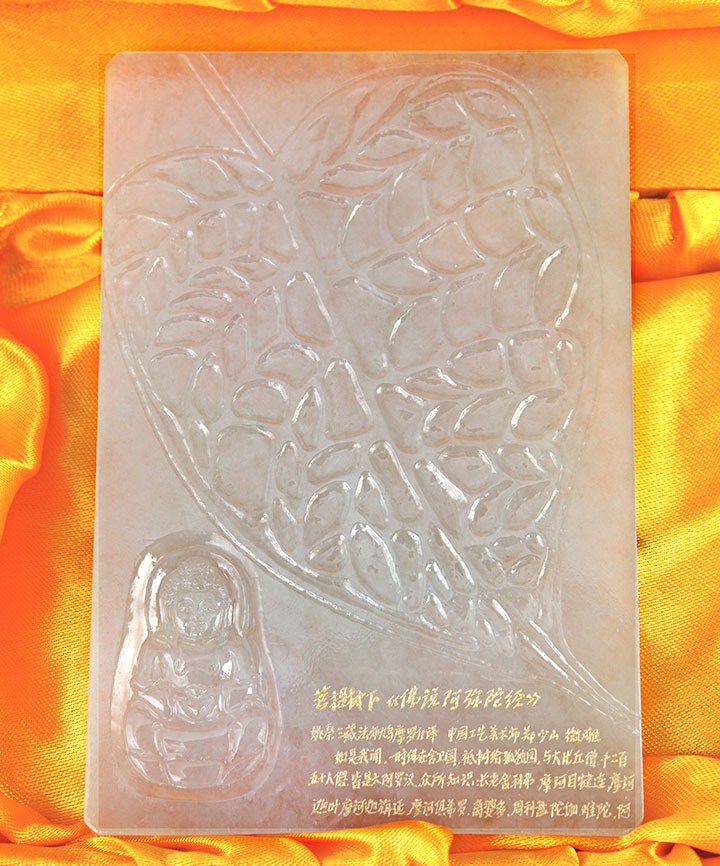 菩提树下《佛说阿弥陀经》
姚秦三藏法师鸠摩罗什译 中国工艺美术师 少山 微雕
如是我闻.一时佛在舍卫国,祇树给孤独园,与大比丘僧,千二百
五十人俱.皆是大阿罗汉,众所知识:长老舍利弗 摩诃目犍连 摩诃
迦叶 摩诃迦旃延 摩诃俱絺罗,离婆多,周利盘陀伽 难陀,阿